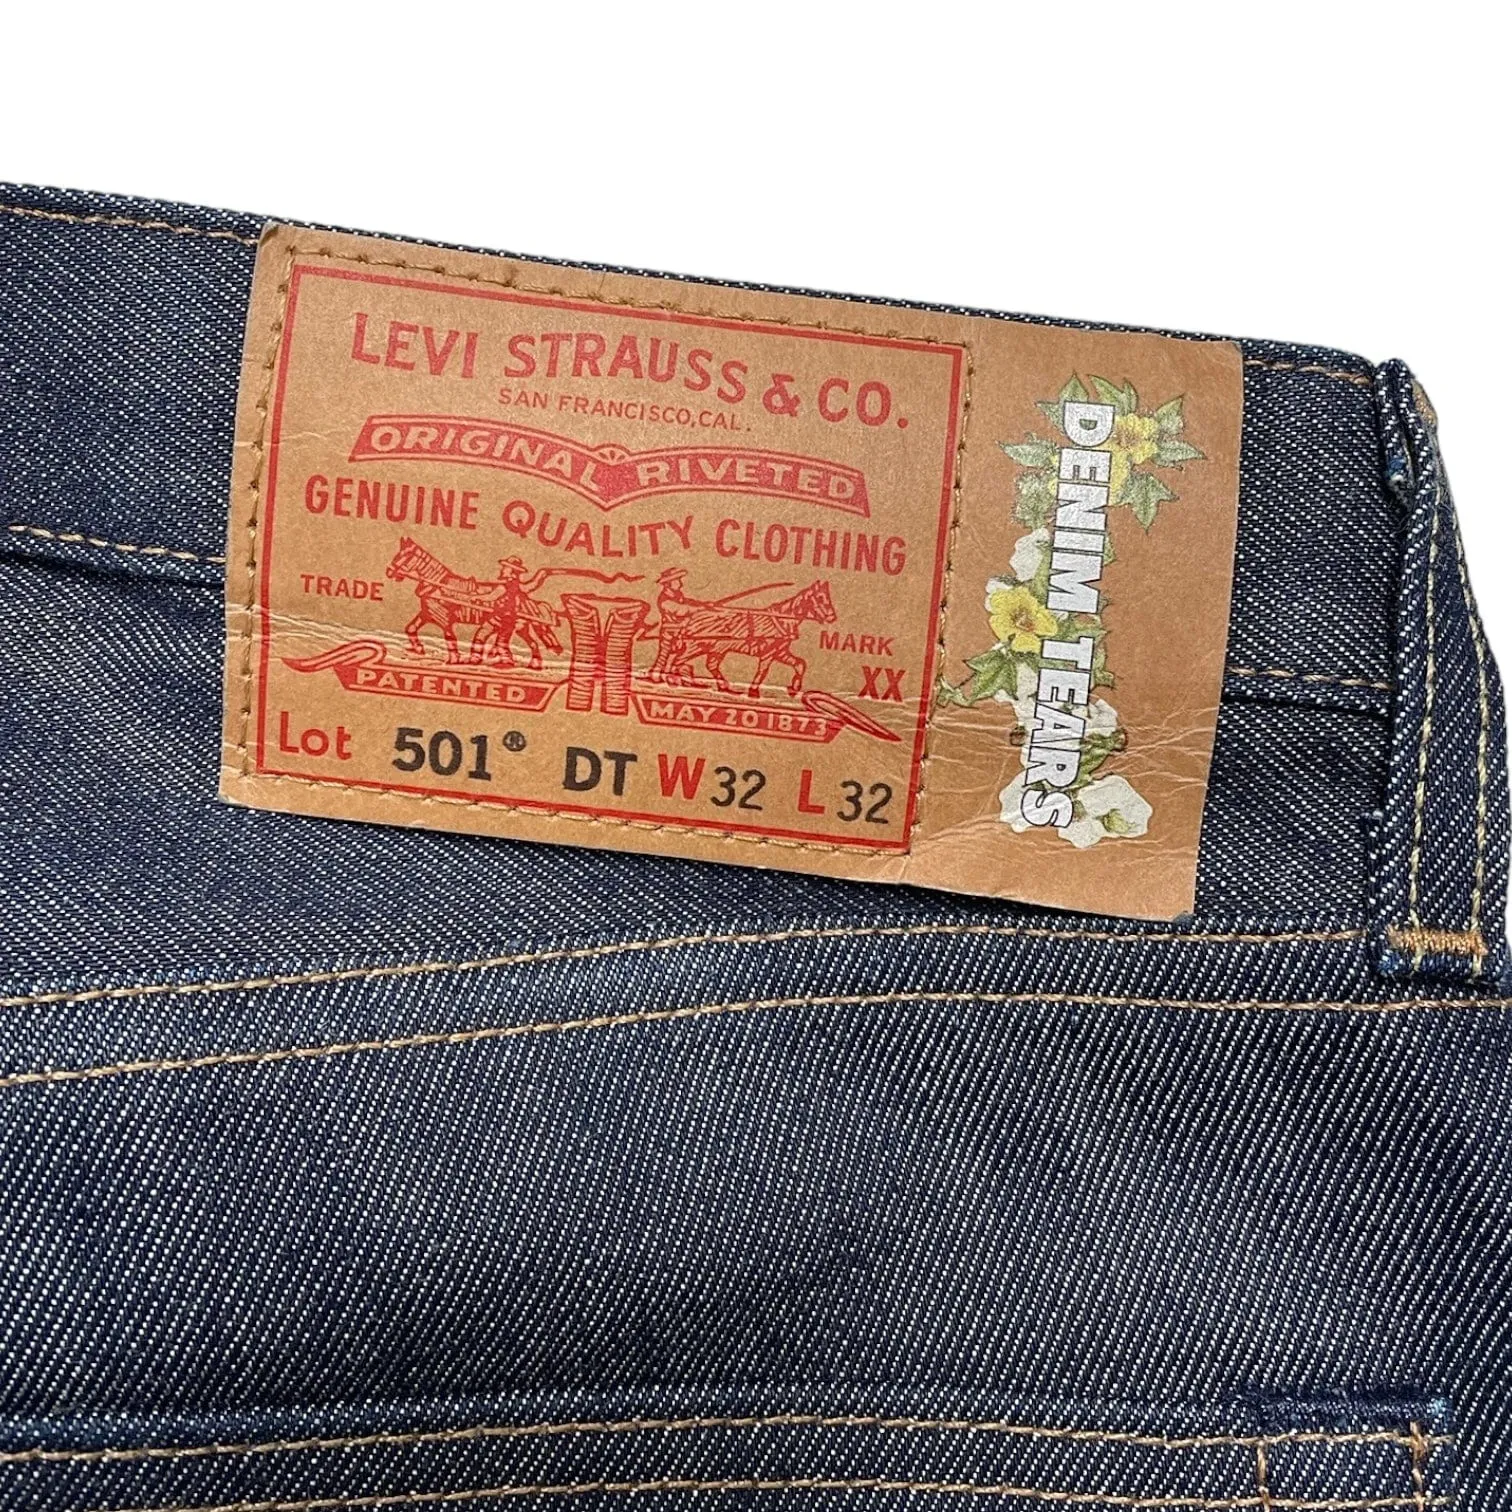 LEVI STRAUSS & CO.
SAN FRANCISCO, CAL.
ORIGINAL RIVETED
GENUINE QUALITY CLOTHING
TRADE MARK
XX
PATENTED MAY 20 1873
Lot 501® DT W32 L32
DENIM TEARS